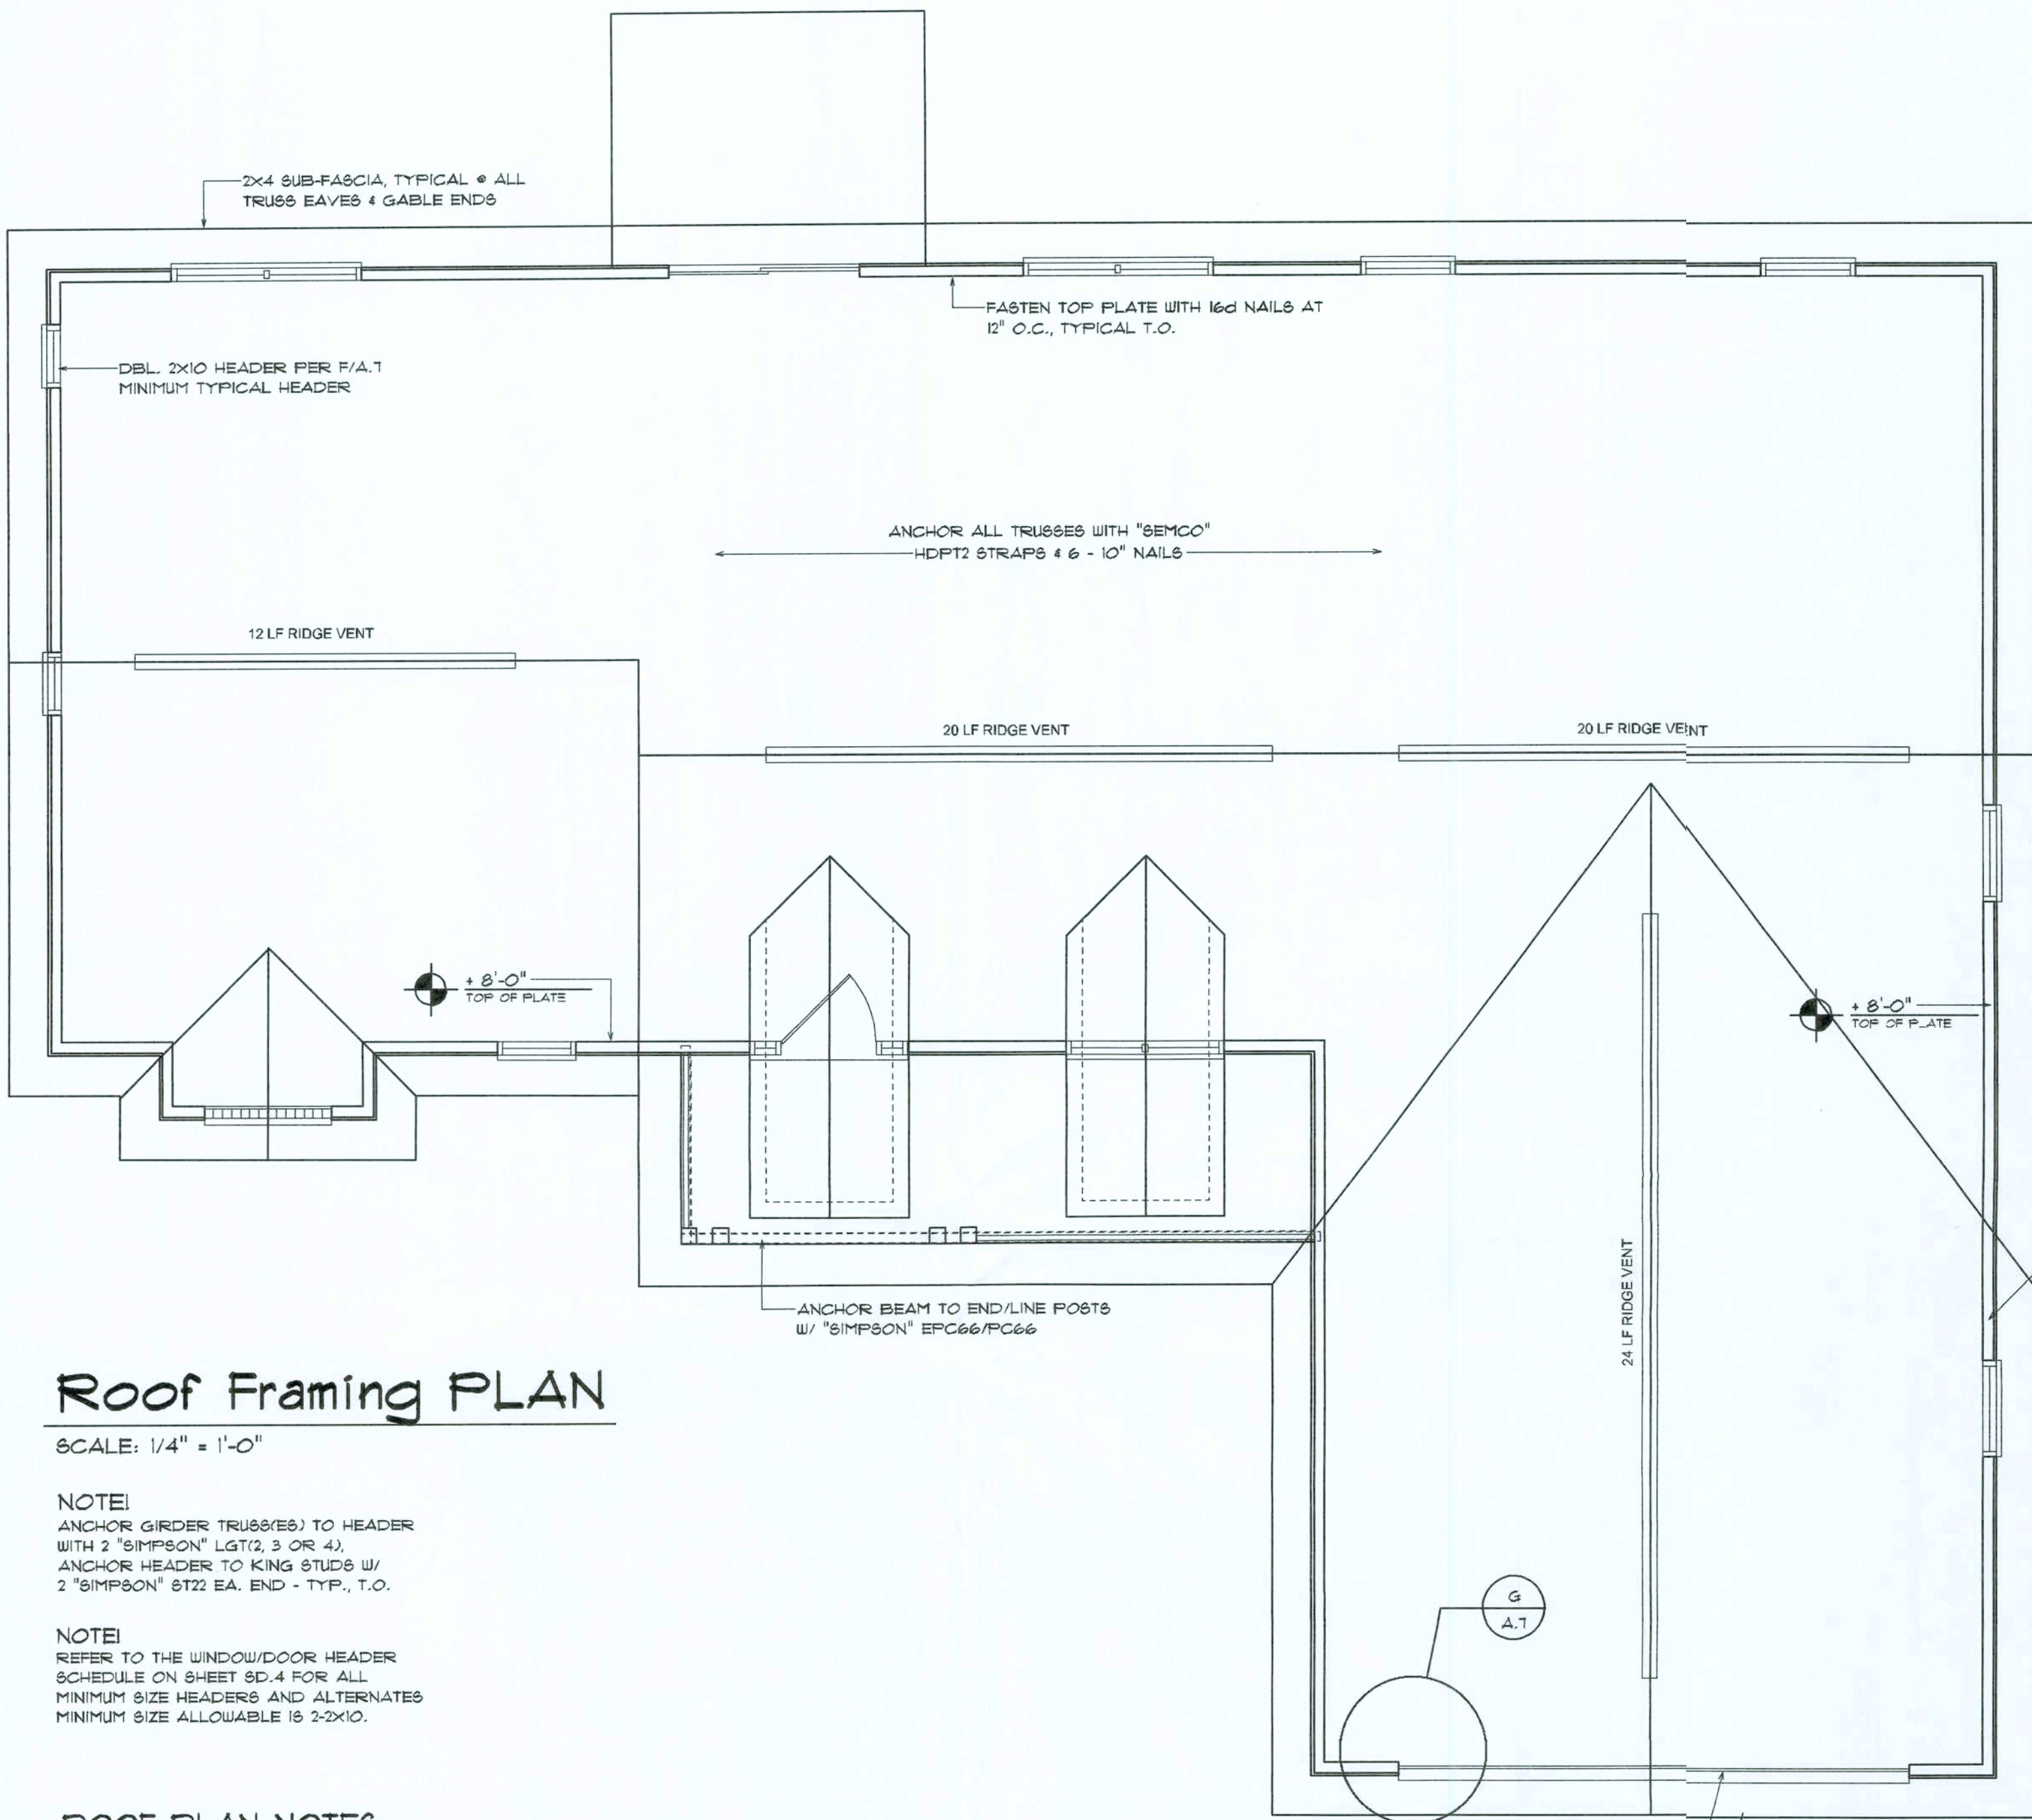 2X4 SUB-FASCIA, TYPICAL @ ALL
TRUSS EAVES & GABLE ENDS
FASTEN TOP PLATE WITH 16d NAILS AT
12" O.C., TYPICAL T.O.
DBL. 2X10 HEADER PER F/A.7
MINIMUM TYPICAL HEADER
ANCHOR ALL TRUSSES WITH "SEMCO"
HDPT2 STRAPS & 6 - 10" NAILS
12 LF RIDGE VENT
20 LF RIDGE VENT
20 LF RIDGE VENT
+ 8'-0"
TOP OF PLATE
+ 8'-0"
TOP OF PLATE
24 LF RIDGE VENT
ANCHOR BEAM TO END/LINE POSTS
W/ "SIMPSON" EPC66/PC66
Roof Framing PLAN
SCALE: 1/4" = 1'-0"
NOTE!
ANCHOR GIRDER TRUSS(ES) TO HEADER
WITH 2 "SIMPSON" LGT(2, 3 OR 4),
ANCHOR HEADER TO KING STUDS W/
2 "SIMPSON" ST22 EA. END - TYP., T.O.
G
A.7
NOTE!
REFER TO THE WINDOW/DOOR HEADER
SCHEDULE ON SHEET SD.4 FOR ALL
MINIMUM SIZE HEADERS AND ALTERNATES
MINIMUM SIZE ALLOWABLE IS 2-2X10.
ROOF PLAN NOTES